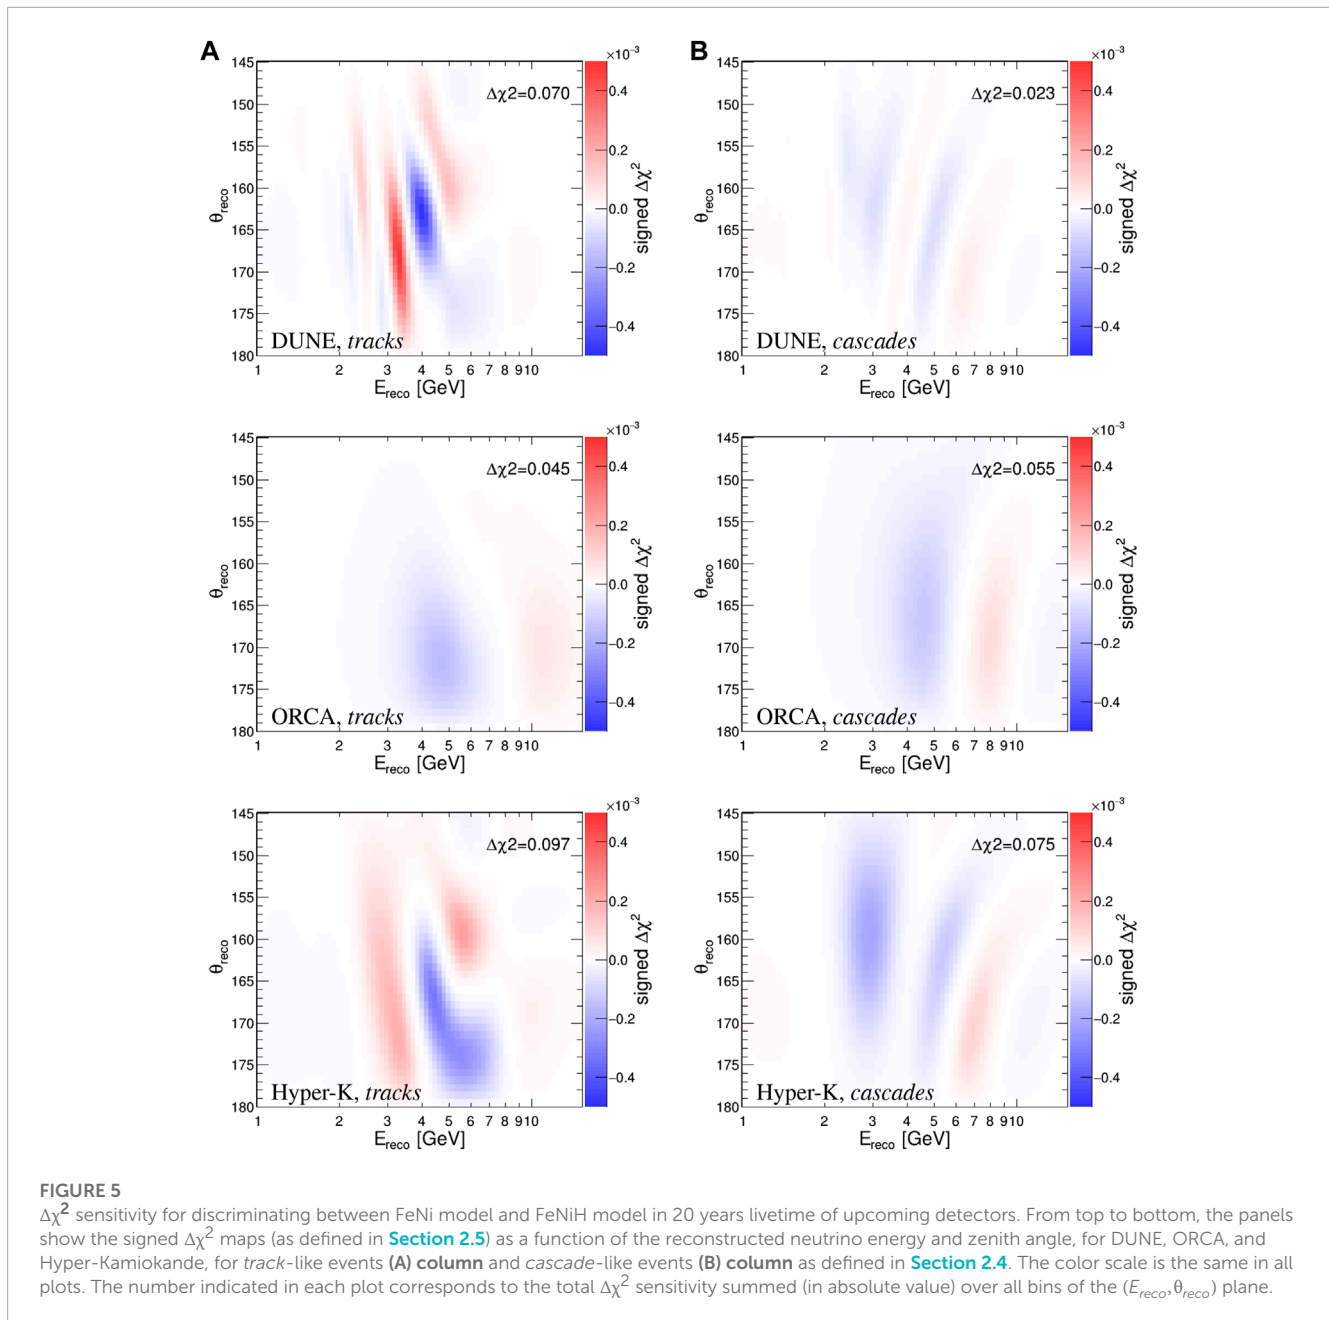 A
B
×10⁻³
145
150
155
160
165
170
175
180
θreco
Δχ2=0.070
DUNE, tracks
1 2 3 4 5 6 7 8 9 10
Ereco [GeV]
0.4
0.2
0.0
−0.2
−0.4
signed Δχ²
×10⁻³
145
150
155
160
165
170
175
180
θreco
Δχ2=0.023
DUNE, cascades
1 2 3 4 5 6 7 8 9 10
Ereco [GeV]
0.4
0.2
0.0
−0.2
−0.4
signed Δχ²
×10⁻³
145
150
155
160
165
170
175
180
θreco
Δχ2=0.045
ORCA, tracks
1 2 3 4 5 6 7 8 9 10
Ereco [GeV]
0.4
0.2
0.0
−0.2
−0.4
signed Δχ²
×10⁻³
145
150
155
160
165
170
175
180
θreco
Δχ2=0.055
ORCA, cascades
1 2 3 4 5 6 7 8 9 10
Ereco [GeV]
0.4
0.2
0.0
−0.2
−0.4
signed Δχ²
×10⁻³
145
150
155
160
165
170
175
180
θreco
Δχ2=0.097
Hyper-K, tracks
1 2 3 4 5 6 7 8 9 10
Ereco [GeV]
0.4
0.2
0.0
−0.2
−0.4
signed Δχ²
×10⁻³
145
150
155
160
165
170
175
180
θreco
Δχ2=0.075
Hyper-K, cascades
1 2 3 4 5 6 7 8 9 10
Ereco [GeV]
0.4
0.2
0.0
−0.2
−0.4
signed Δχ²
FIGURE 5
Δχ² sensitivity for discriminating between FeNi model and FeNiH model in 20 years livetime of upcoming detectors. From top to bottom, the panels
show the signed Δχ² maps (as defined in Section 2.5) as a function of the reconstructed neutrino energy and zenith angle, for DUNE, ORCA, and
Hyper-Kamiokande, for track-like events (A) column and cascade-like events (B) column as defined in Section 2.4. The color scale is the same in all
plots. The number indicated in each plot corresponds to the total Δχ² sensitivity summed (in absolute value) over all bins of the (Ereco,θreco) plane.